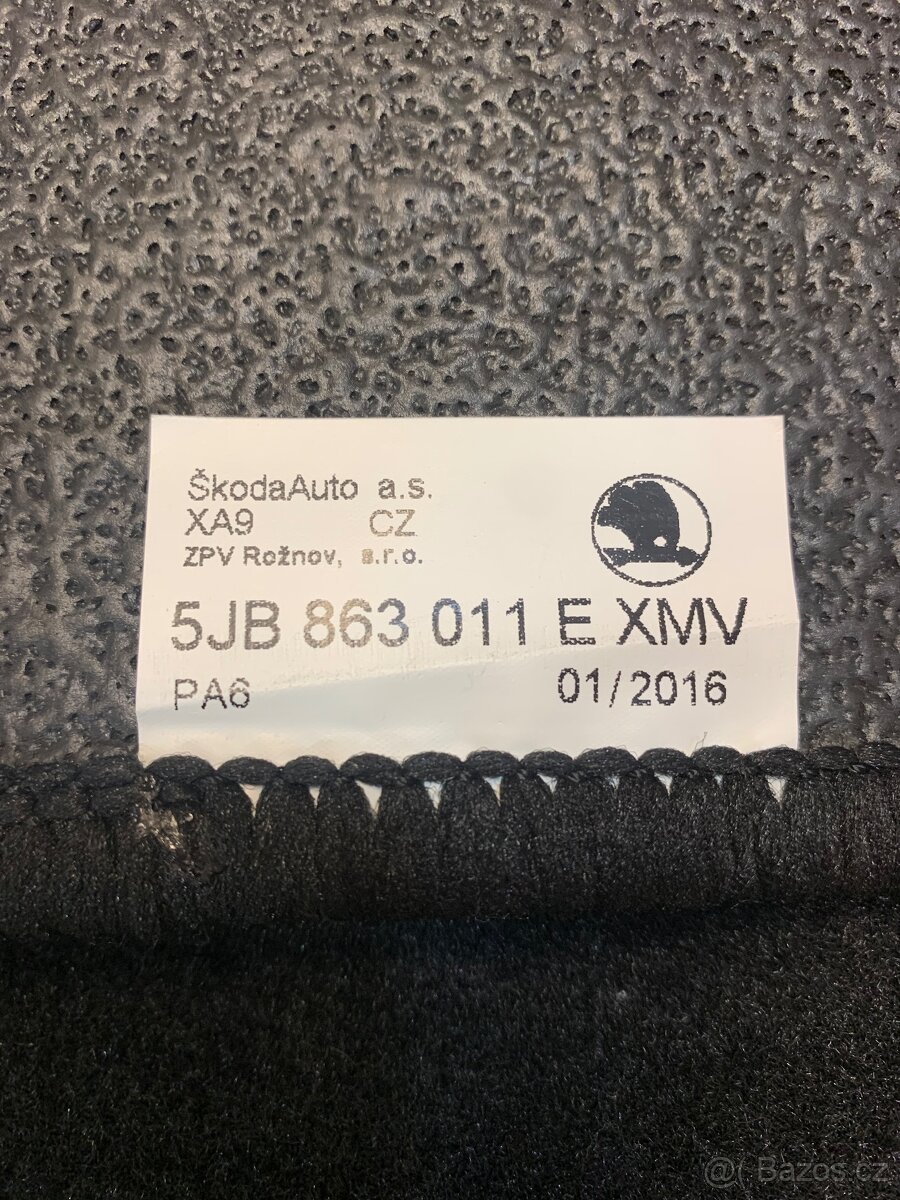 ŠkodaAuto a.s.
XA9 CZ
ZPV Rožnov, s.r.o.
5JB 863 011 E XMV
PA6 01/2016
@( Bazos.cz